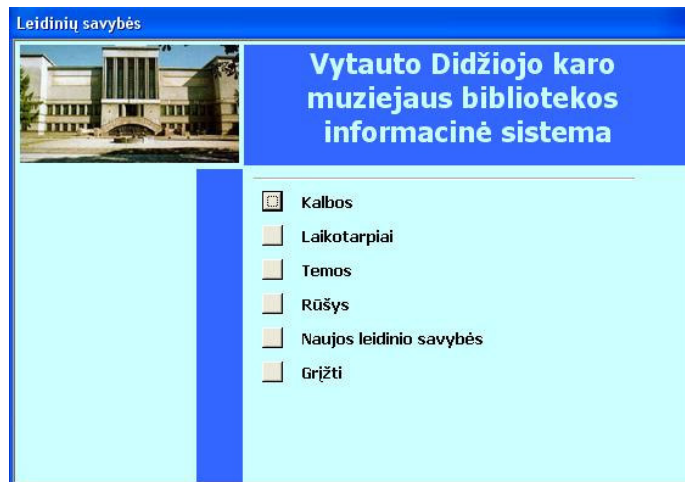 Leidinių savybės
Vytauto Didžiojo karo
muziejaus bibliotekos
informacinė sistema
Kalbos
Laikotarpiai
Temos
Rūšys
Naujos leidinio savybės
Grįžti